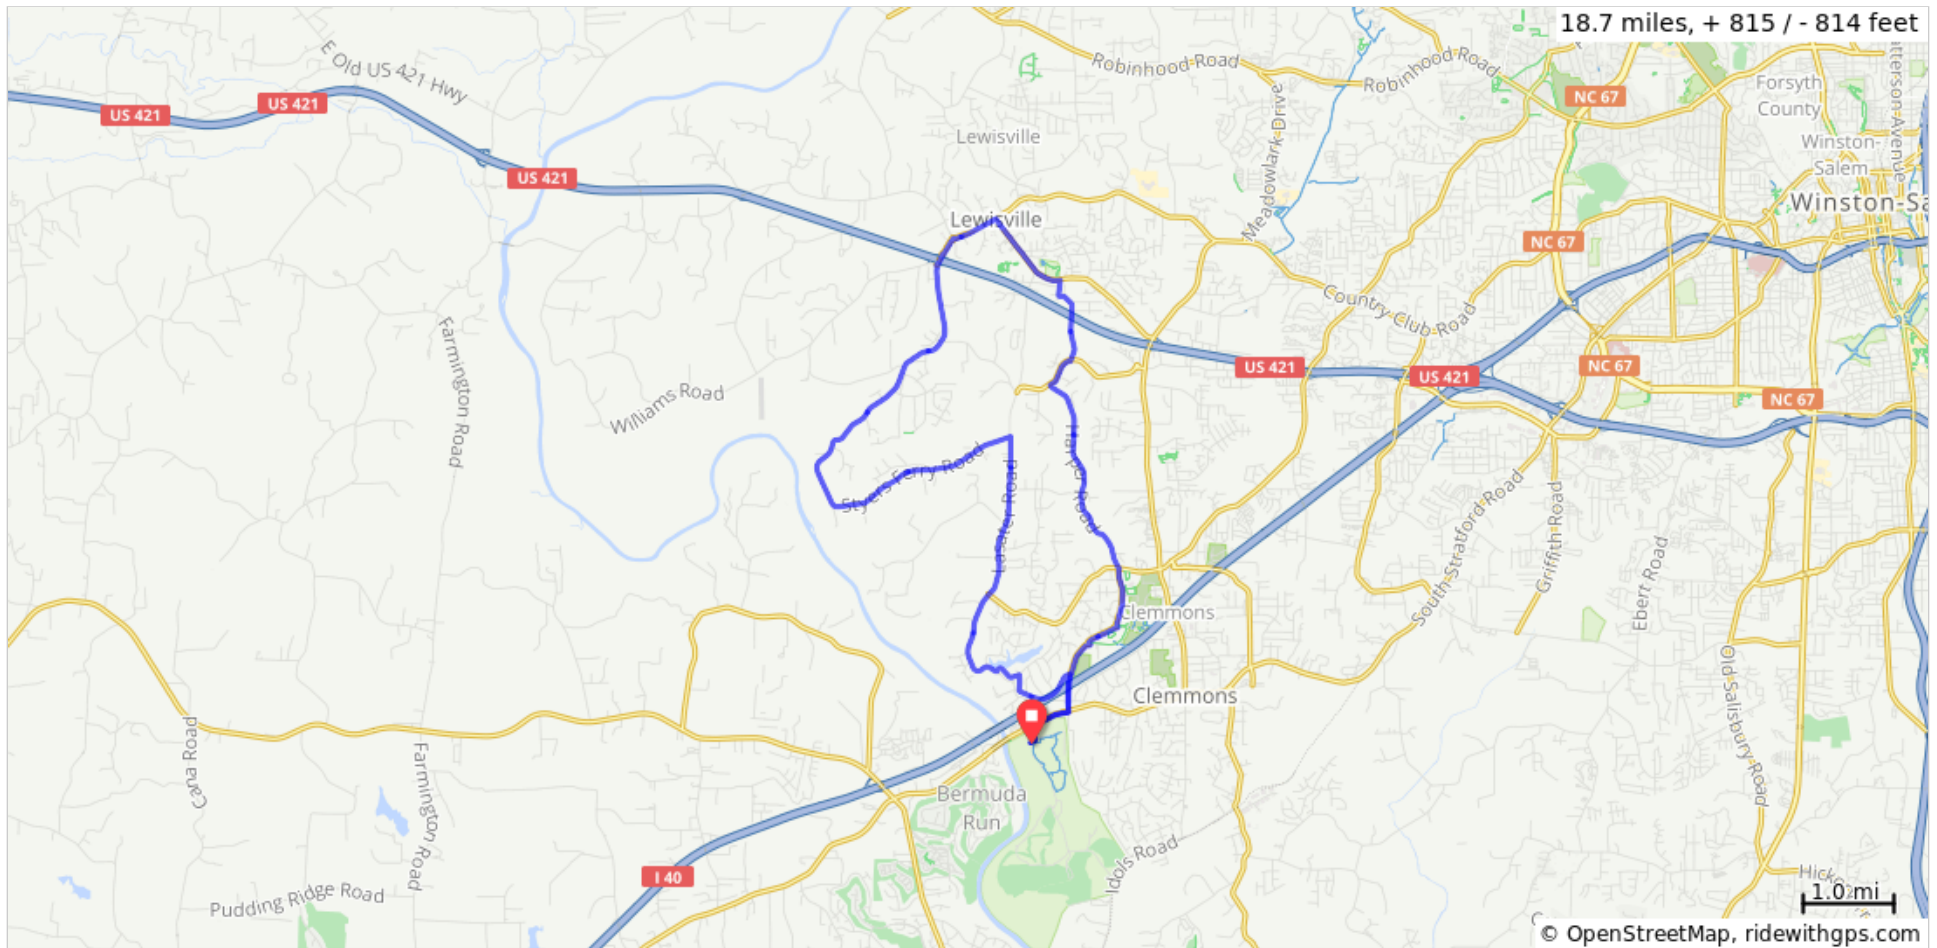 18.7 miles, + 815 / - 814 feet
E Old US 421 Hwy
Robinhood Road
Robinhood Road
US 421
US 421
NC 67
Forsyth
County
Meadowlark Drive
Lewisville
Winston-
Salem
US 421
Winston-Sa
Lewisville
NC 67
Country Club Road
Farmington Road
US 421
US 421
NC 67
Williams Road
NC 67
Harper Road
Styers Ferry Road
Lasater Road
South Stratford Road
Griffith Road
Ebert Road
Clemmons
Clemmons
Old Salisbury Road
Cana Road
Farmington Road
Bermuda
Run
Idols Road
I 40
Pudding Ridge Road
1.0 mi
© OpenStreetMap, ridewithgps.com